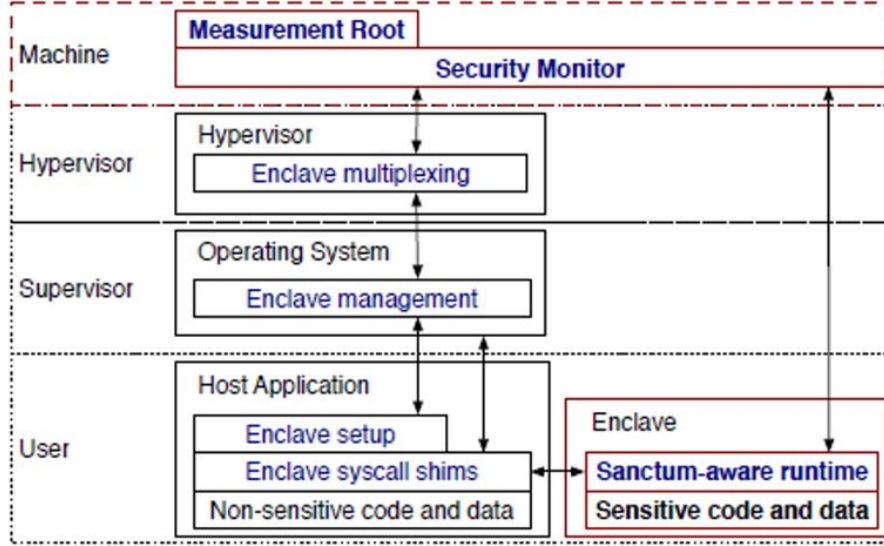 Machine
Measurement Root
Security Monitor
Hypervisor
Hypervisor
Enclave multiplexing
Supervisor
Operating System
Enclave management
User
Host Application
Enclave setup
Enclave syscall shims
Non-sensitive code and data
Enclave
Sanctum-aware runtime
Sensitive code and data